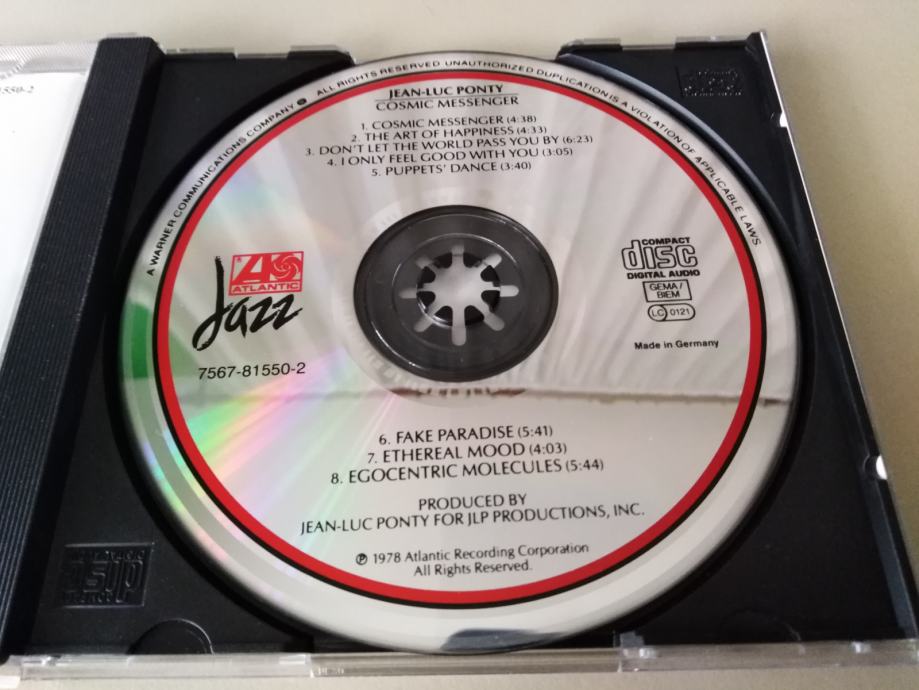 1550-2
A WARNER COMMUNICATIONS COMPANY ALL RIGHTS RESERVED UNAUTHORIZED DUPLICATION IS A VIOLATION OF APPLICABLE LAWS.
JEAN-LUC PONTY
COSMIC MESSENGER
1. COSMIC MESSENGER (4:38)
2. THE ART OF HAPPINESS (4:33)
3. DON'T LET THE WORLD PASS YOU BY (6:23)
4. I ONLY FEEL GOOD WITH YOU (3:05)
5. PUPPETS' DANCE (3:40)
ATLANTIC
Jazz
7567-81550-2
COMPACT
disc
DIGITAL AUDIO
GEMA/
BIEM
LC 0121
Made in Germany
6. FAKE PARADISE (5:41)
7. ETHEREAL MOOD (4:03)
8. EGOCENTRIC MOLECULES (5:44)
PRODUCED BY
JEAN-LUC PONTY FOR JLP PRODUCTIONS, INC.
℗ 1978 Atlantic Recording Corporation
All Rights Reserved.